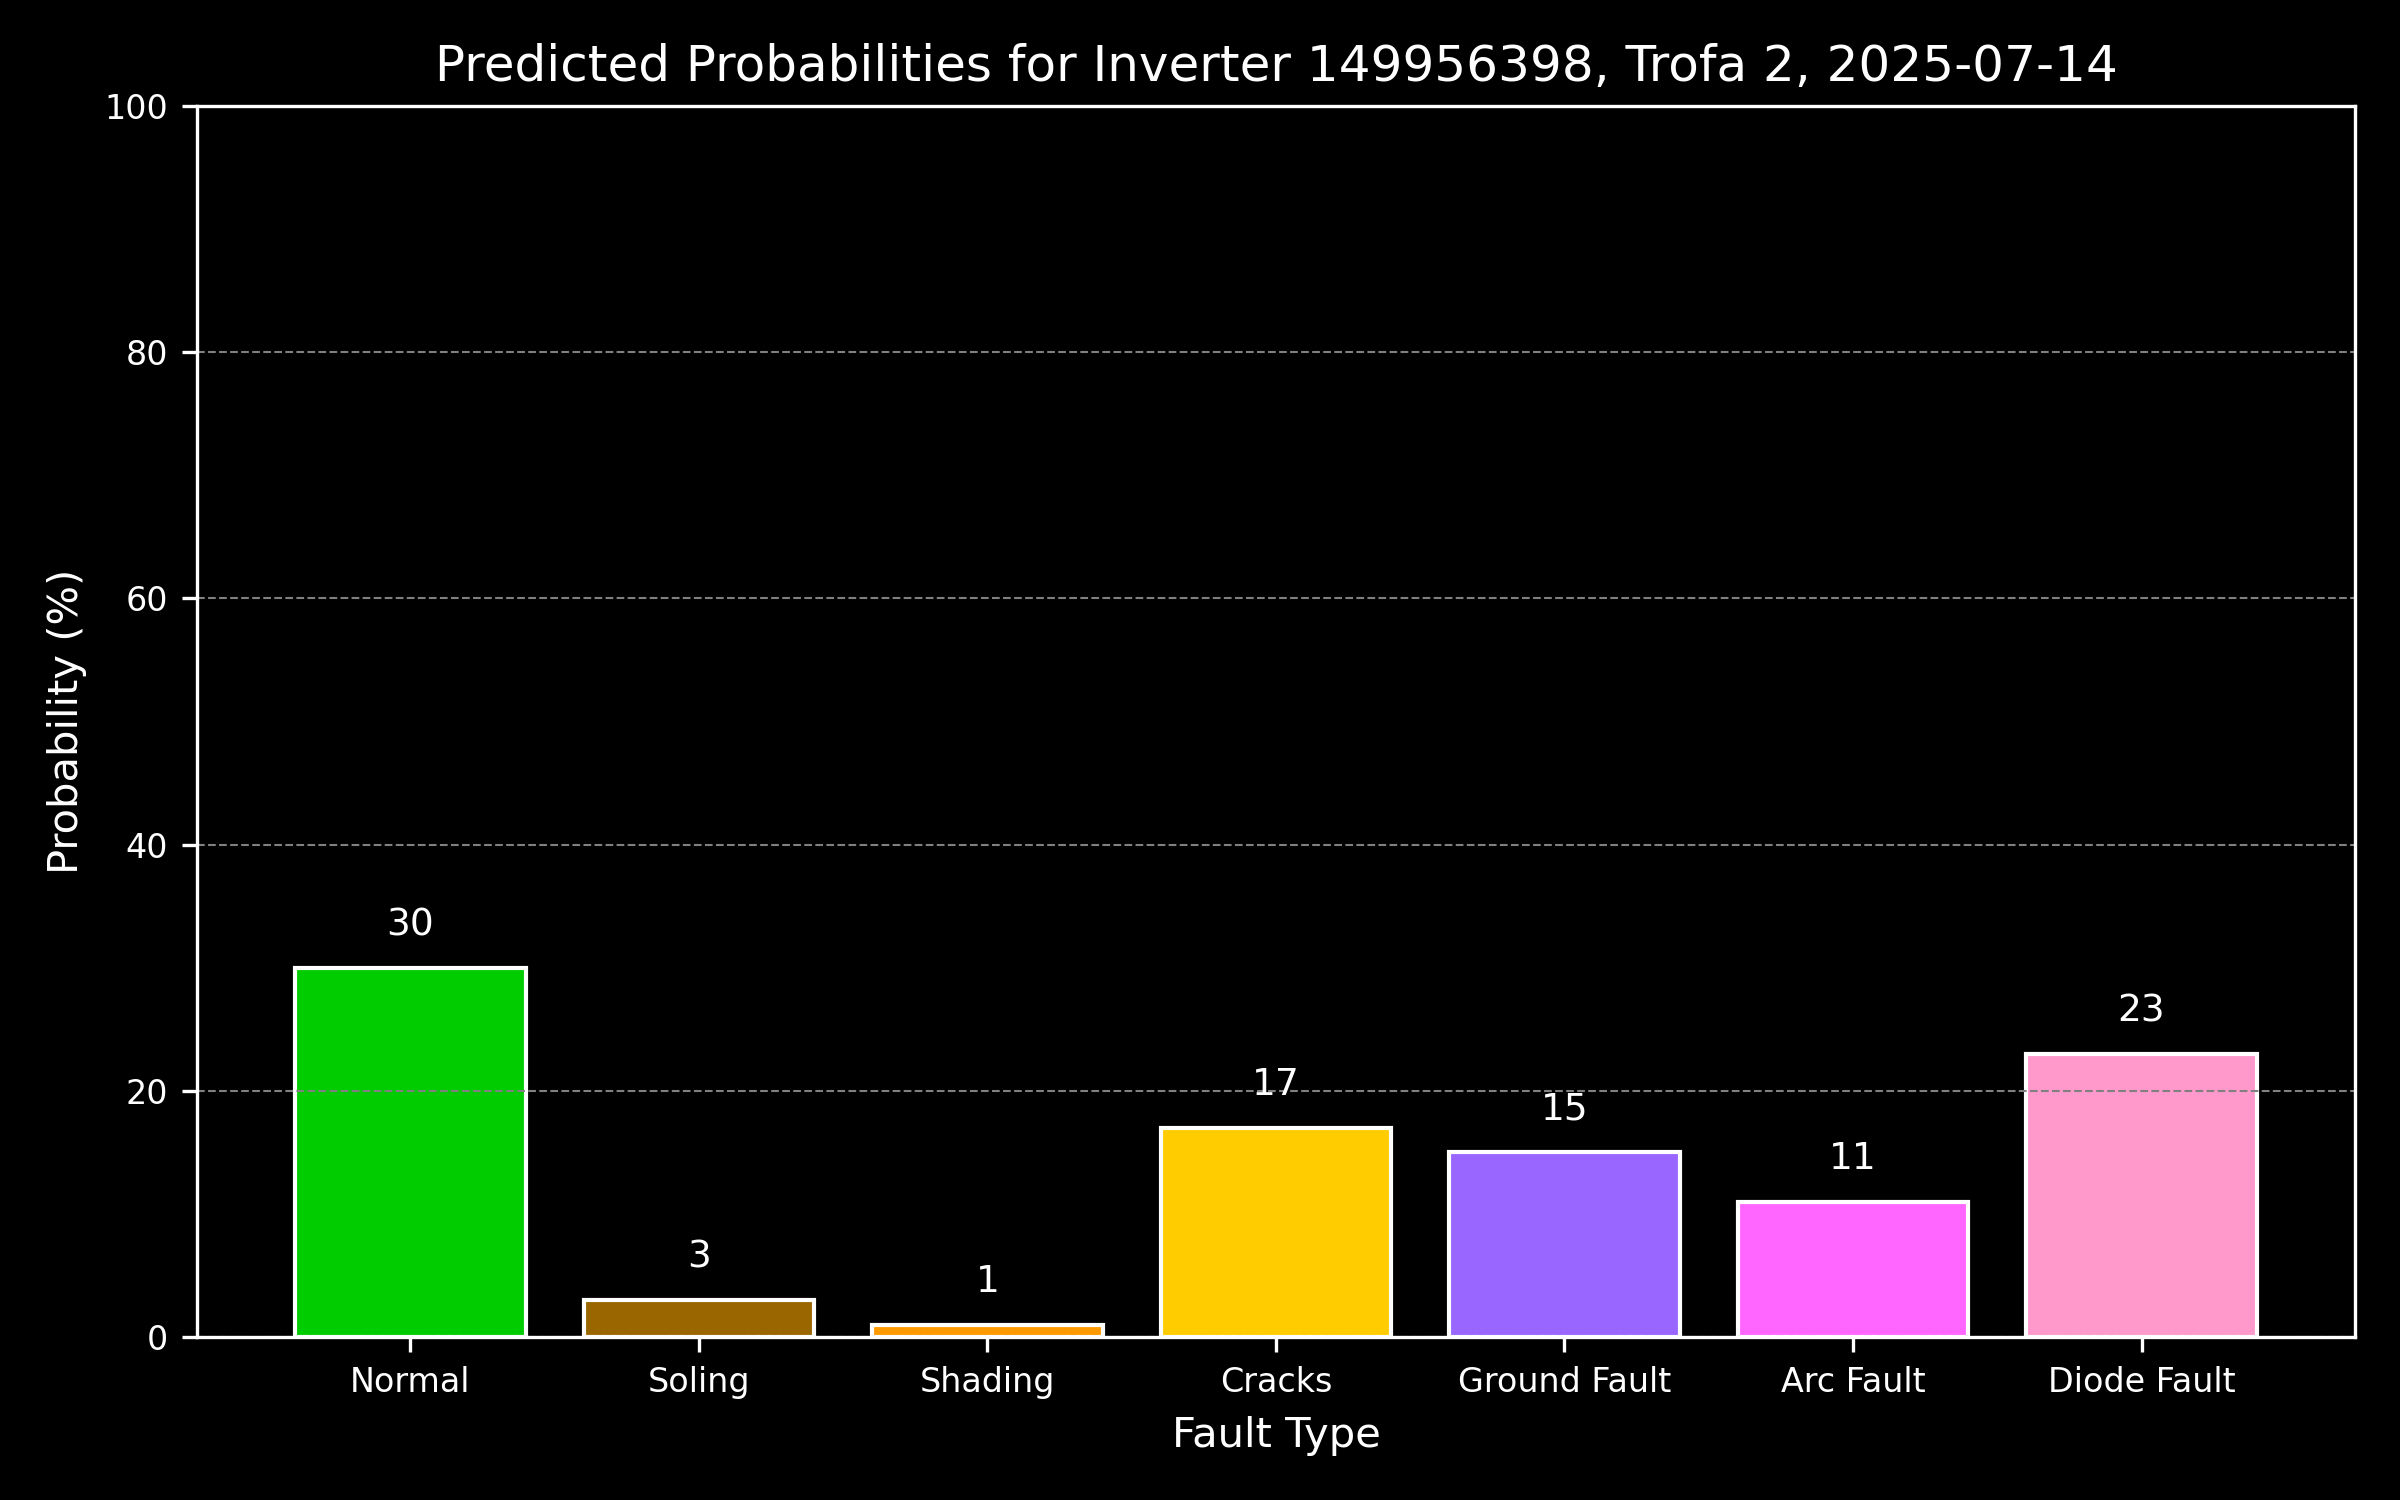 Predicted Probabilities for Inverter 149956398, Trofa 2, 2025-07-14
100
80
60
40
20
0
Probability (%)
30
3
1
17
15
11
23
Normal
Soling
Shading
Cracks
Ground Fault
Arc Fault
Diode Fault
Fault Type